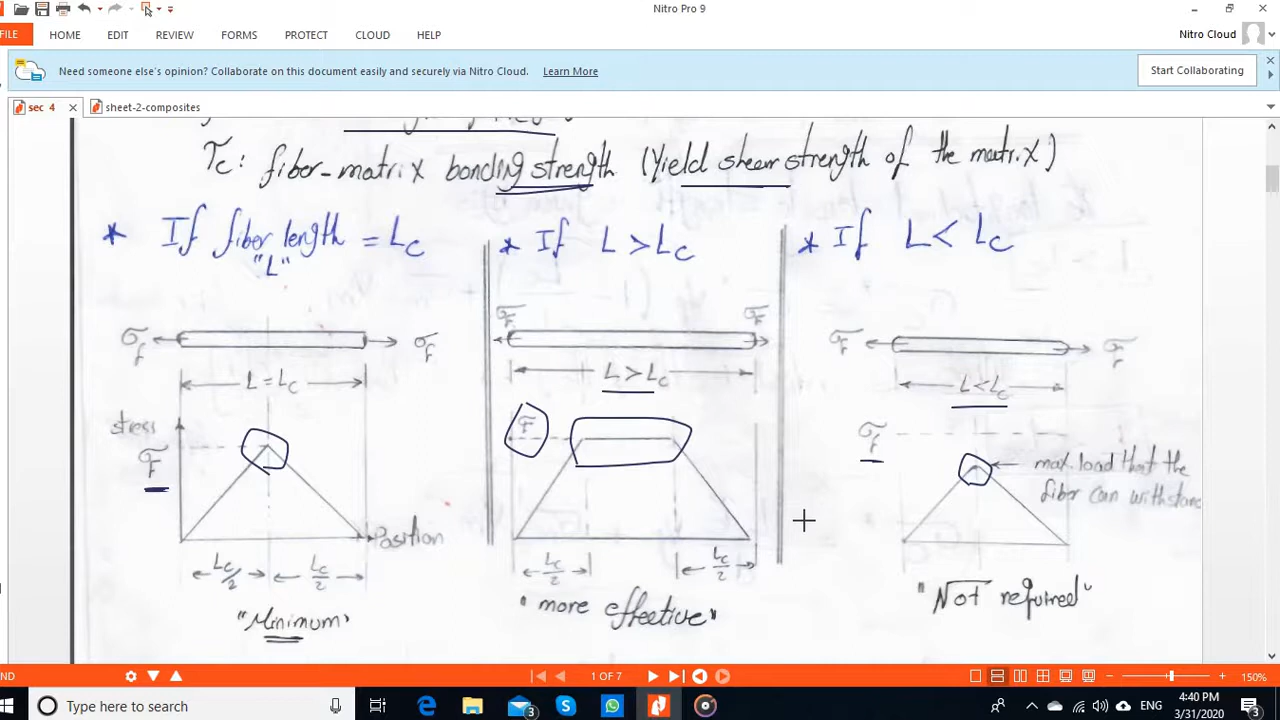 Nitro Pro 9
FILE HOME EDIT REVIEW FORMS PROTECT CLOUD HELP Nitro Cloud
Need someone else's opinion? Collaborate on this document easily and securely via Nitro Cloud. Learn More Start Collaborating
sec 4 sheet-2-composites
τc: fiber-matrix bonding strength (Yield shear strength of the matrix)
* If fiber length = Lc
"L"
* If L > Lc
* If L < Lc
σf σf
L = Lc
stress
σf
Position
Lc/2 Lc/2
"Minimum"
σf σf
L > Lc
σf
Lc/2 Lc/2
"more effective"
σf σf
L < Lc
σf
max. load that the
fiber can withstand
"Not required"
1 OF 7 150%
Type here to search 3 ENG 4:40 PM
3/31/2020 3